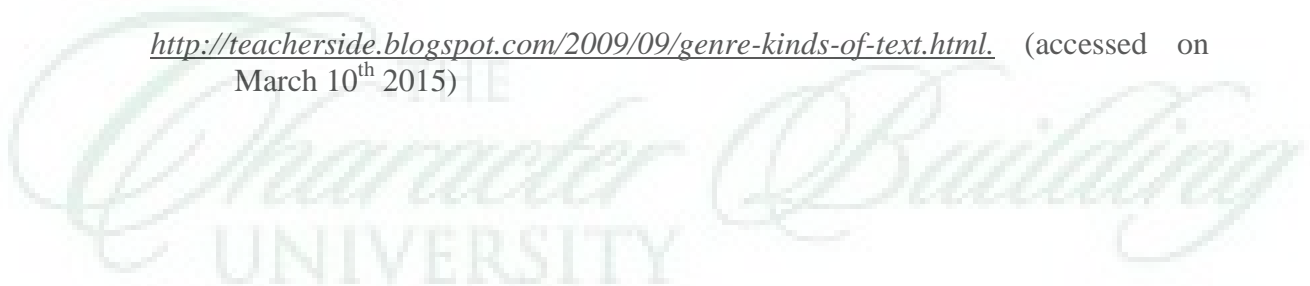 http://teacherside.blogspot.com/2009/09/genre-kinds-of-text.html. (accessed on
March 10th 2015)
THE
Character Building
UNIVERSITY